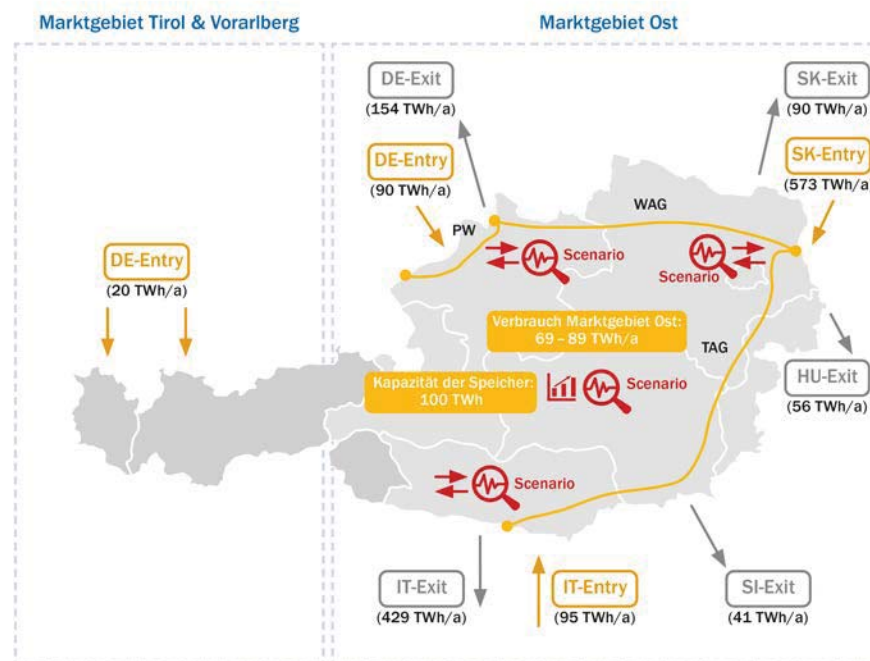 Marktgebiet Tirol & Vorarlberg
Marktgebiet Ost
DE-Exit
(154 TWh/a)
SK-Exit
(90 TWh/a)
DE-Entry
(90 TWh/a)
SK-Entry
(573 TWh/a)
WAG
PW
Scenario
Scenario
DE-Entry
(20 TWh/a)
Verbrauch Marktgebiet Ost:
69 – 89 TWh/a
TAG
Kapazität der Speicher:
100 TWh
Scenario
HU-Exit
(56 TWh/a)
Scenario
IT-Exit
(429 TWh/a)
IT-Entry
(95 TWh/a)
SI-Exit
(41 TWh/a)